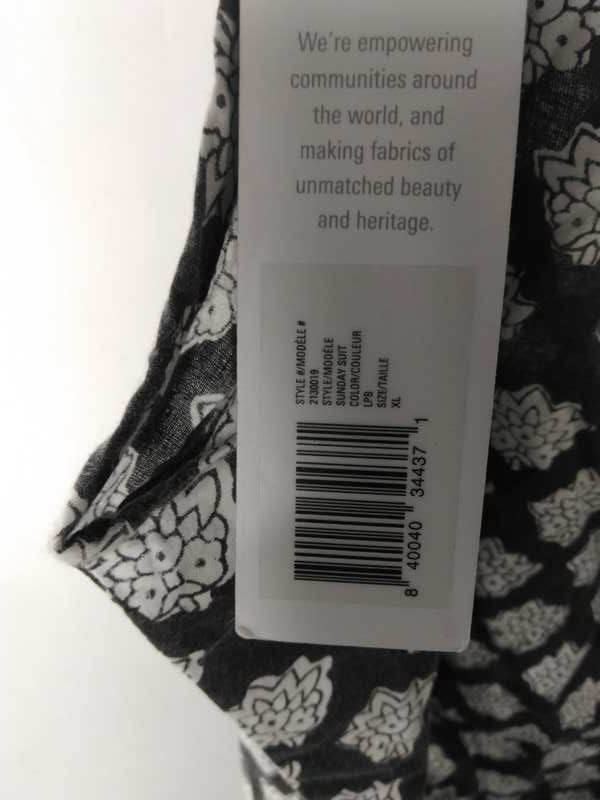 We're empowering
communities around
the world, and
making fabrics of
unmatched beauty
and heritage.
STYLE #/MODÈLE #
2130019
STYLE/MODÈLE
SUNDAY SUIT
COLOR/COULEUR
LPB
SIZE/TAILLE
XL
8 40040 34437 1